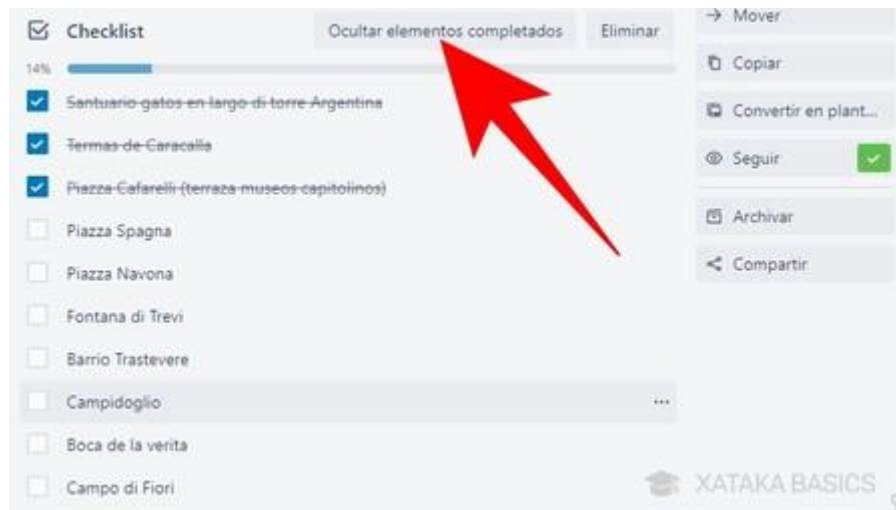 Checklist
Ocultar elementos completados
Eliminar
14%
Santuario gatos en largo di torre Argentina
Termas de Caracalla
Piazza Cafarelli (terraza museos capitolinos)
Piazza Spagna
Piazza Navona
Fontana di Trevi
Barrio Trastevere
Campidoglio
...
Boca de la verita
Campo di Fiori
Mover
Copiar
Convertir en plant...
Seguir
Archivar
Compartir
XATAKA BASICS